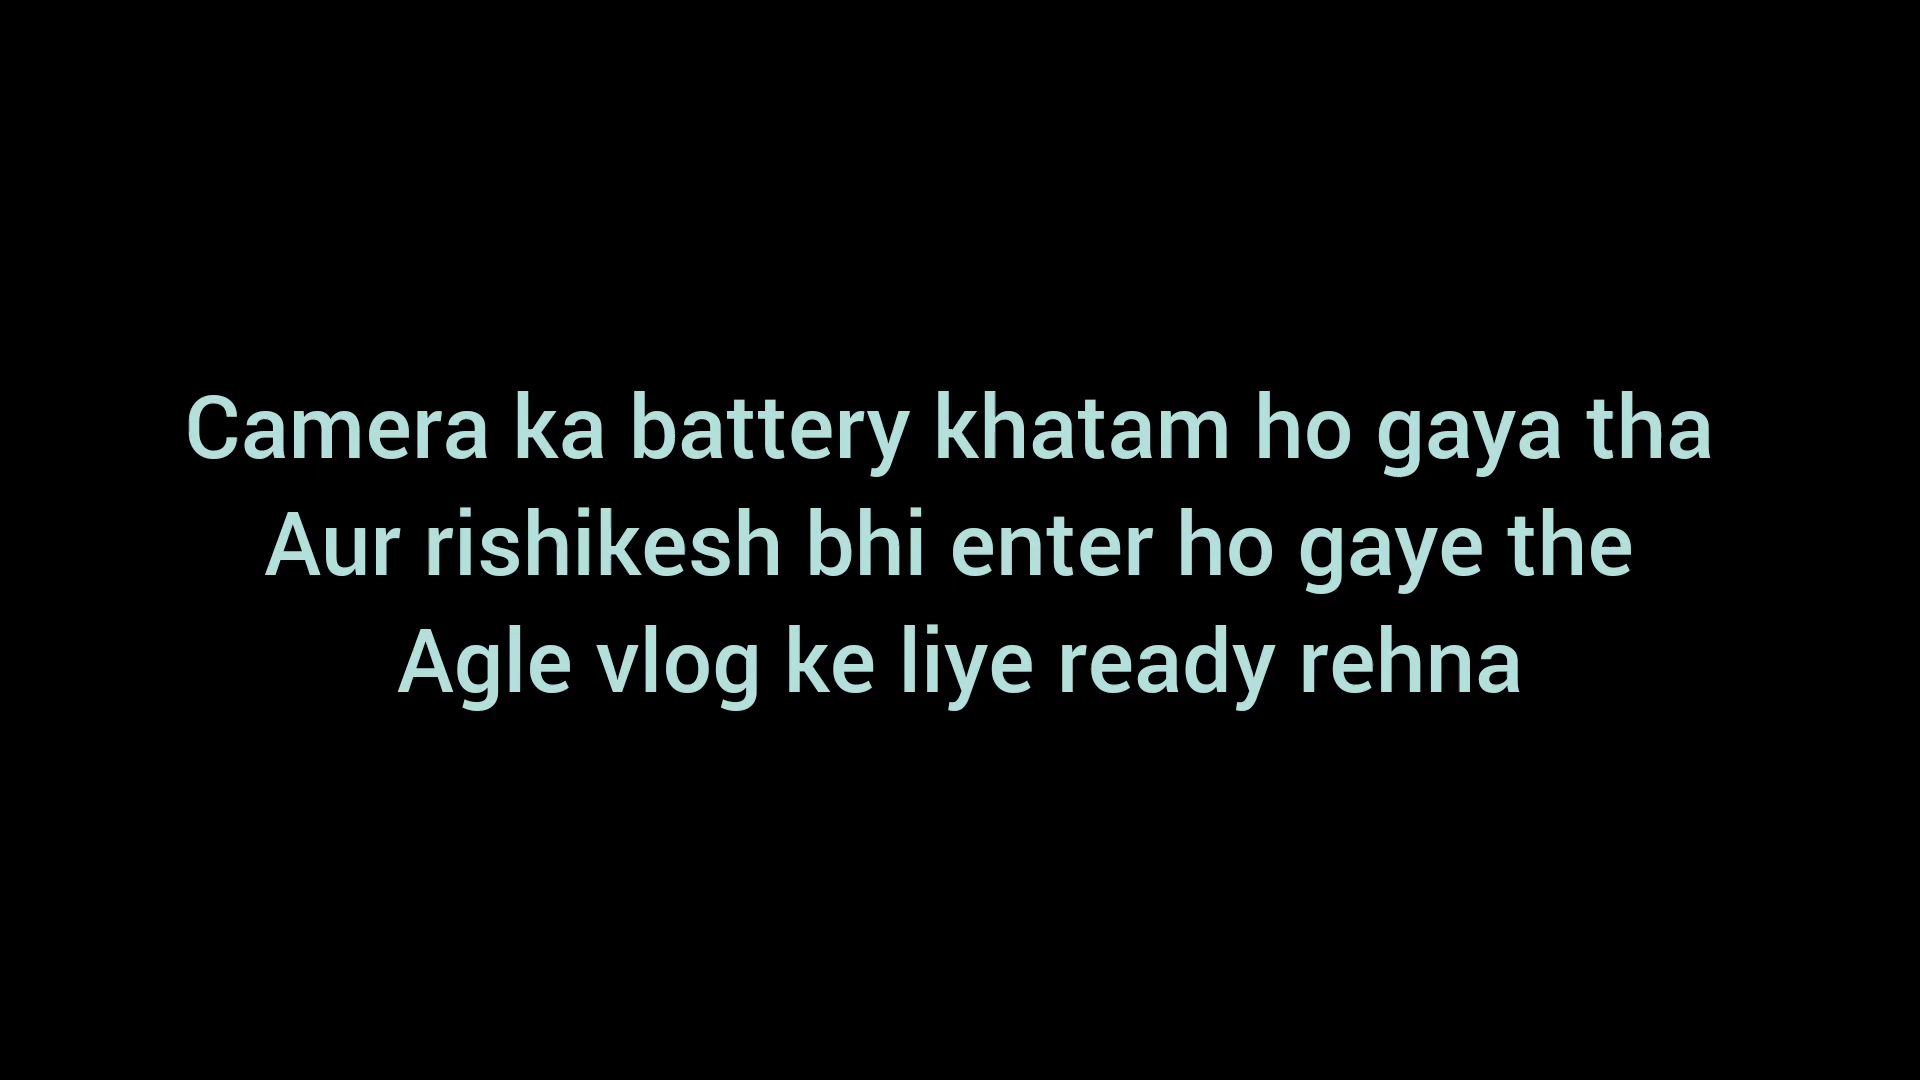 Camera ka battery khatam ho gaya tha
Aur rishikesh bhi enter ho gaye the
Agle vlog ke liye ready rehna